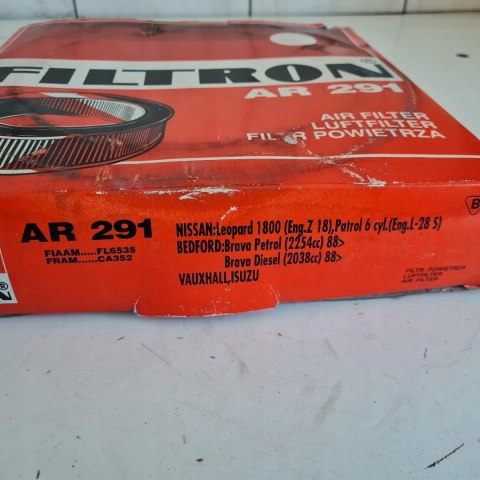 FILTRON®
AR 291
AIR FILTER
LUFTFILTER
FILTR POWIETRZA
AR 291
FIAAM.....FL6535
FRAM......CA352
NISSAN:Leopard 1800 (Eng.Z 18),Patrol 6 cyl.(Eng.L-28 S)
BEDFORD:Brava Petrol (2254cc) 88>
Brava Diesel (2038cc) 88>
VAUXHALL,ISUZU
FILTR POWIETRZA
LUFTFILTER
AIR FILTER
B
ON®